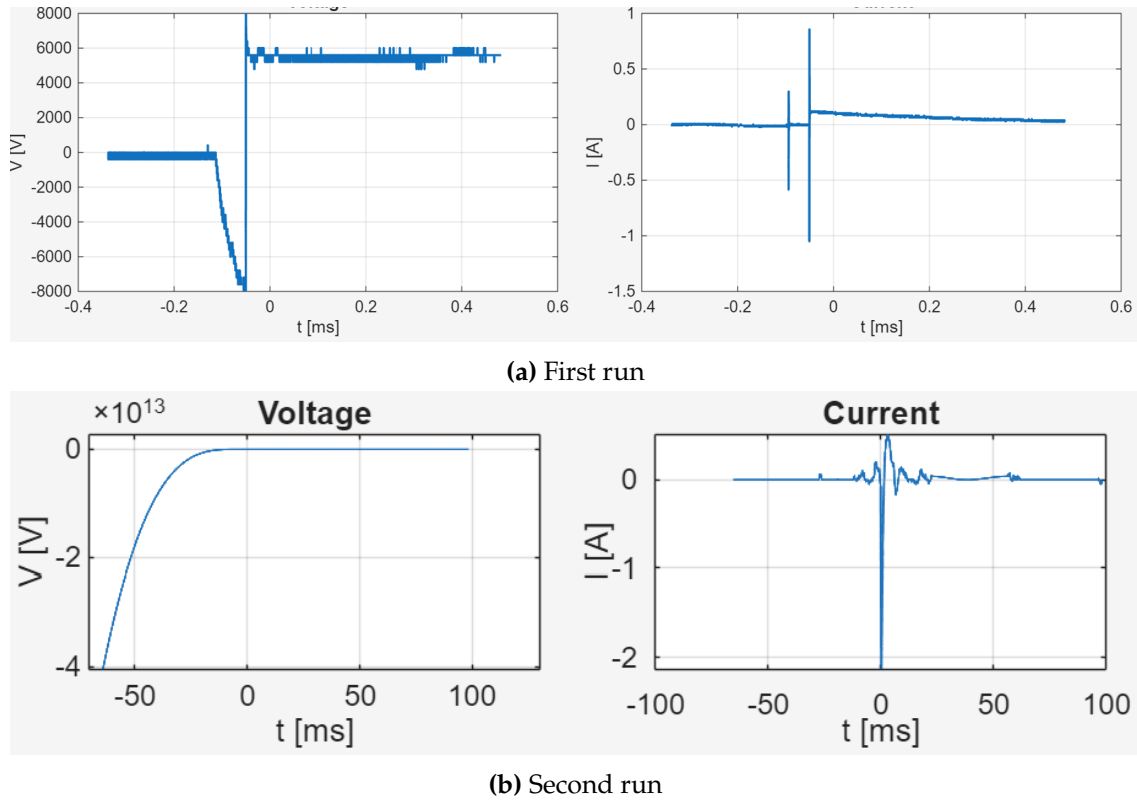 8000
6000
4000
2000
0
-2000
-4000
-6000
-8000
V [V]
-0.4 -0.2 0 0.2 0.4 0.6
t [ms]
1
0.5
0
-0.5
-1
-1.5
I [A]
-0.4 -0.2 0 0.2 0.4 0.6
t [ms]
(a) First run
×10¹³
Voltage
0
-2
-4
V [V]
-50 0 50 100
t [ms]
Current
0
-1
-2
I [A]
-100 -50 0 50 100
t [ms]
(b) Second run